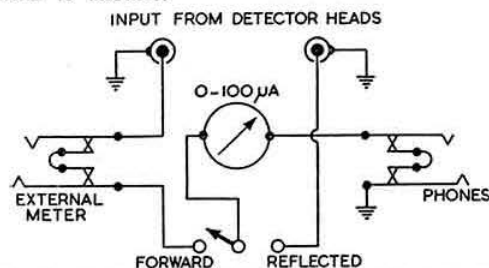 INPUT FROM DETECTOR HEADS
0-100µA
EXTERNAL
METER
PHONES
FORWARD
REFLECTED